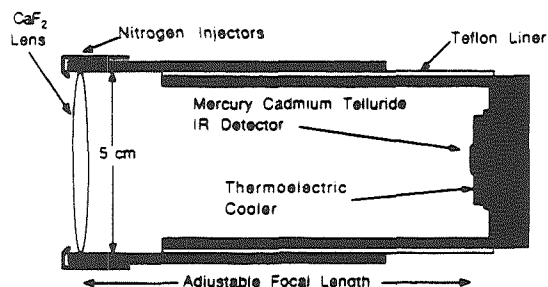 CaF2
Lens
Nitrogen Injectors
Teflon Liner
Mercury Cadmium Telluride
IR Detector
5 cm
Thermoelectric
Cooler
Adjustable Focal Length